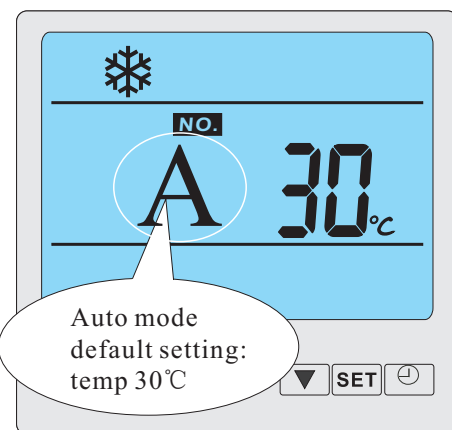 NO.
A 30℃
Auto mode
default setting:
temp 30℃
SET